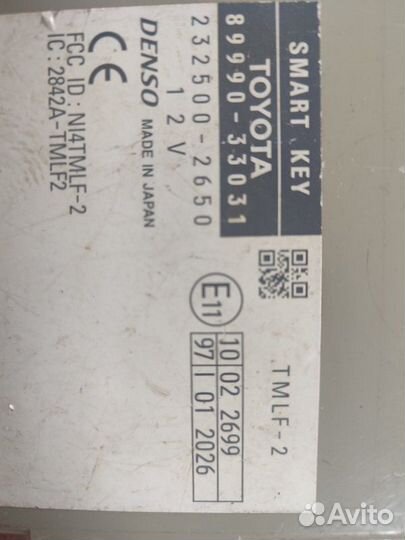 SMART KEY
TOYOTA
89990-33031
232500-2650
12V
DENSO MADE IN JAPAN
CE
FCC ID : NI4TMLF-2
IC : 2842A-TMLF2
E11
10 02 2699
97 I 01 2026
TMLF-2
Avito